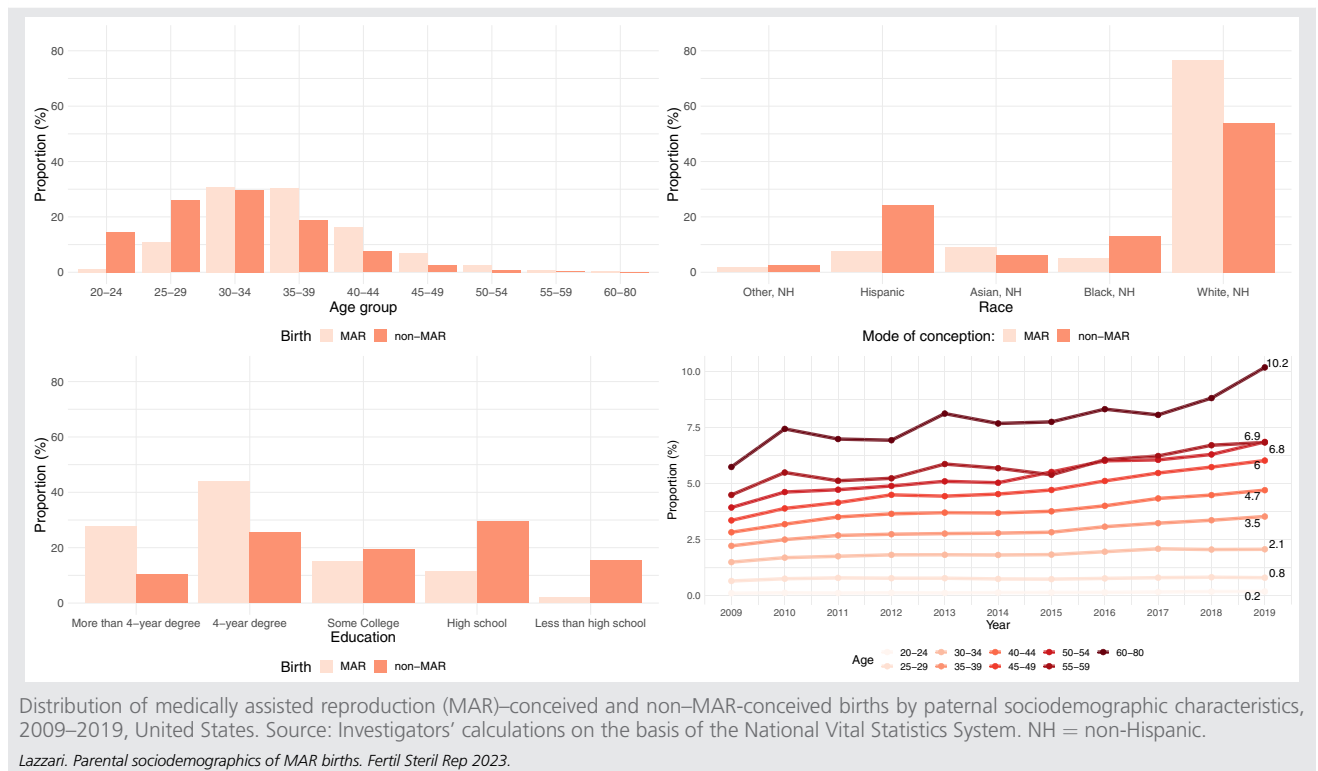 80
60
40
20
0
Proportion (%)
20–24 25–29 30–34 35–39 40–44 45–49 50–54 55–59 60–80
Age group
Birth MAR non–MAR
80
60
40
20
0
Proportion (%)
Other, NH Hispanic Asian, NH Black, NH White, NH
Race
Mode of conception: MAR non–MAR
80
60
40
20
0
Proportion (%)
More than 4–year degree 4–year degree Some College High school Less than high school
Education
Birth MAR non–MAR
10.0
7.5
5.0
2.5
0.0
Proportion (%)
10.2
6.9
6.8
6
4.7
3.5
2.1
0.8
0.2
2009 2010 2011 2012 2013 2014 2015 2016 2017 2018 2019
Year
Age 20–24 30–34 40–44 50–54 60–80
25–29 35–39 45–49 55–59
Distribution of medically assisted reproduction (MAR)–conceived and non–MAR-conceived births by paternal sociodemographic characteristics,
2009–2019, United States. Source: Investigators’ calculations on the basis of the National Vital Statistics System. NH = non-Hispanic.
Lazzari. Parental sociodemographics of MAR births. Fertil Steril Rep 2023.